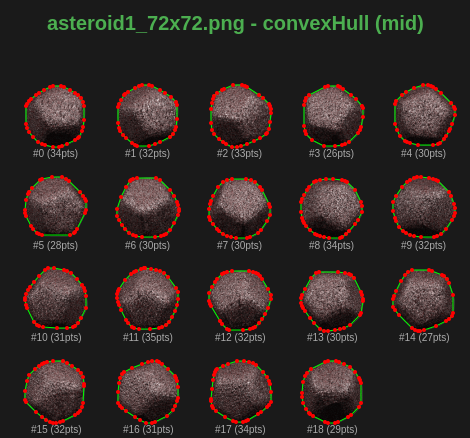 asteroid1_72x72.png - convexHull (mid)
#0 (34pts) #1 (32pts) #2 (33pts) #3 (26pts) #4 (30pts)
#5 (28pts) #6 (30pts) #7 (30pts) #8 (34pts) #9 (32pts)
#10 (31pts) #11 (35pts) #12 (32pts) #13 (30pts) #14 (27pts)
#15 (32pts) #16 (31pts) #17 (34pts) #18 (29pts)